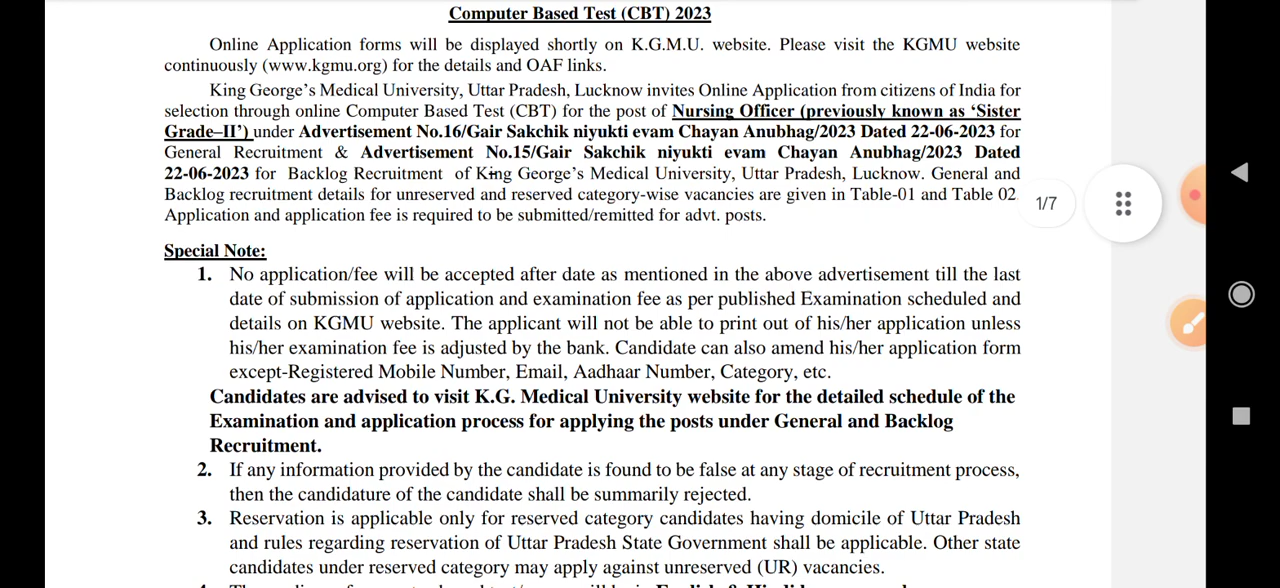 Computer Based Test (CBT) 2023
Online Application forms will be displayed shortly on K.G.M.U. website. Please visit the KGMU website
continuously (www.kgmu.org) for the details and OAF links.
King George’s Medical University, Uttar Pradesh, Lucknow invites Online Application from citizens of India for
selection through online Computer Based Test (CBT) for the post of Nursing Officer (previously known as ‘Sister
Grade–II’) under Advertisement No.16/Gair Sakchik niyukti evam Chayan Anubhag/2023 Dated 22-06-2023 for
General Recruitment & Advertisement No.15/Gair Sakchik niyukti evam Chayan Anubhag/2023 Dated
22-06-2023 for Backlog Recruitment of King George’s Medical University, Uttar Pradesh, Lucknow. General and
Backlog recruitment details for unreserved and reserved category-wise vacancies are given in Table-01 and Table 02.
Application and application fee is required to be submitted/remitted for advt. posts.
1/7
Special Note:
1. No application/fee will be accepted after date as mentioned in the above advertisement till the last
date of submission of application and examination fee as per published Examination scheduled and
details on KGMU website. The applicant will not be able to print out of his/her application unless
his/her examination fee is adjusted by the bank. Candidate can also amend his/her application form
except-Registered Mobile Number, Email, Aadhaar Number, Category, etc.
Candidates are advised to visit K.G. Medical University website for the detailed schedule of the
Examination and application process for applying the posts under General and Backlog
Recruitment.
2. If any information provided by the candidate is found to be false at any stage of recruitment process,
then the candidature of the candidate shall be summarily rejected.
3. Reservation is applicable only for reserved category candidates having domicile of Uttar Pradesh
and rules regarding reservation of Uttar Pradesh State Government shall be applicable. Other state
candidates under reserved category may apply against unreserved (UR) vacancies.